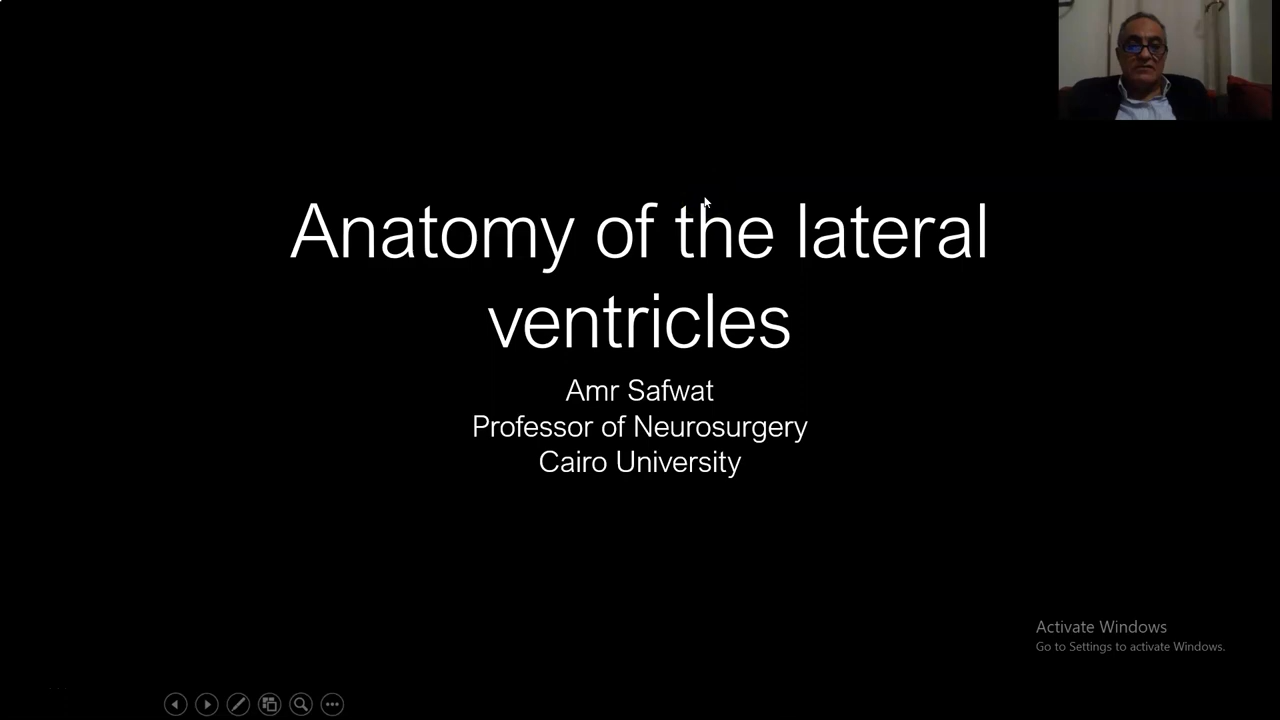 Anatomy of the lateral
ventricles
Amr Safwat
Professor of Neurosurgery
Cairo University
Activate Windows
Go to Settings to activate Windows.